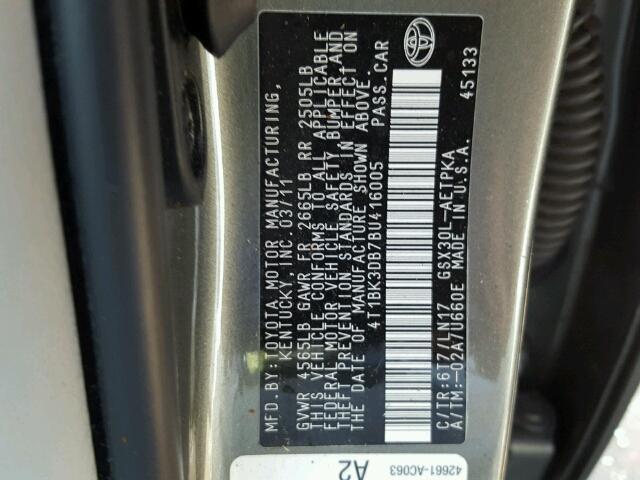 MFD.BY:TOYOTA MOTOR MANUFACTURING,
KENTUCKY, INC. 03/11
GVWR 4565LB GAWR FR 2665LB RR 2505LB
THIS VEHICLE CONFORMS TO ALL APPLICABLE
FEDERAL MOTOR VEHICLE SAFETY, BUMPER, AND
THEFT PREVENTION STANDARDS IN EFFECT ON
THE DATE OF MANUFACTURE SHOWN ABOVE.
4T1BK3DB7BU416005 PASS.CAR
C/TR:6T7/LN17 GSX30L-AETPKA
A/TM:-02A/U660E MADE IN U.S.A.
45133
42661-AC063
A2